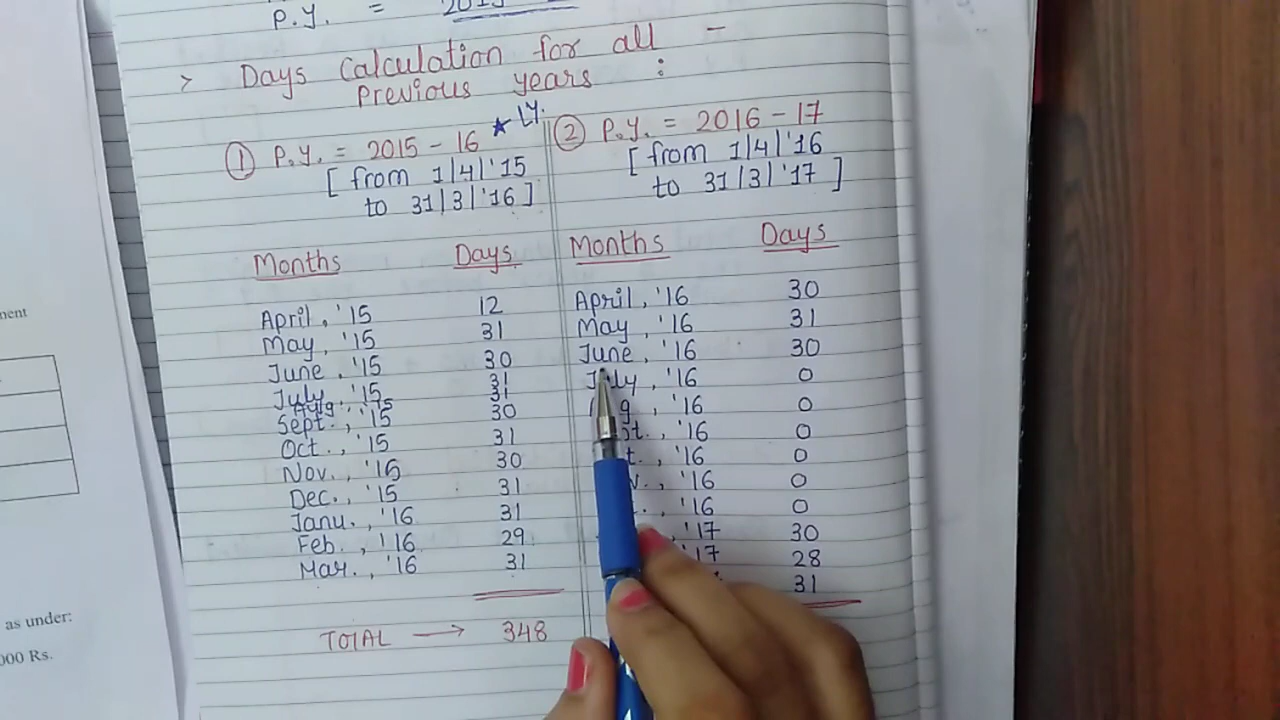 P.Y. =
> Days Calculation for all -
Previous years :
① P.Y. = 2015 - 16 ★ LY.
[ from 1/4/'15
to 31/3/'16 ]
Months Days
April, '15 12
May, '15 31
June, '15 30
July, '15 31
Aug., '15 31
Sept., '15 30
Oct., '15 31
Nov., '15 30
Dec., '15 31
Janu., '16 31
Feb., '16 29
Mar., '16 31
TOTAL → 348
② P.Y. = 2016 - 17
[ from 1/4/'16
to 31/3/'17 ]
Months Days
April, '16 30
May, '16 31
June, '16 30
July, '16 0
, '16 0
, '16 0
, '16 0
, '16 0
, '16 0
'17 30
'17 28
31
as under:
000 Rs.